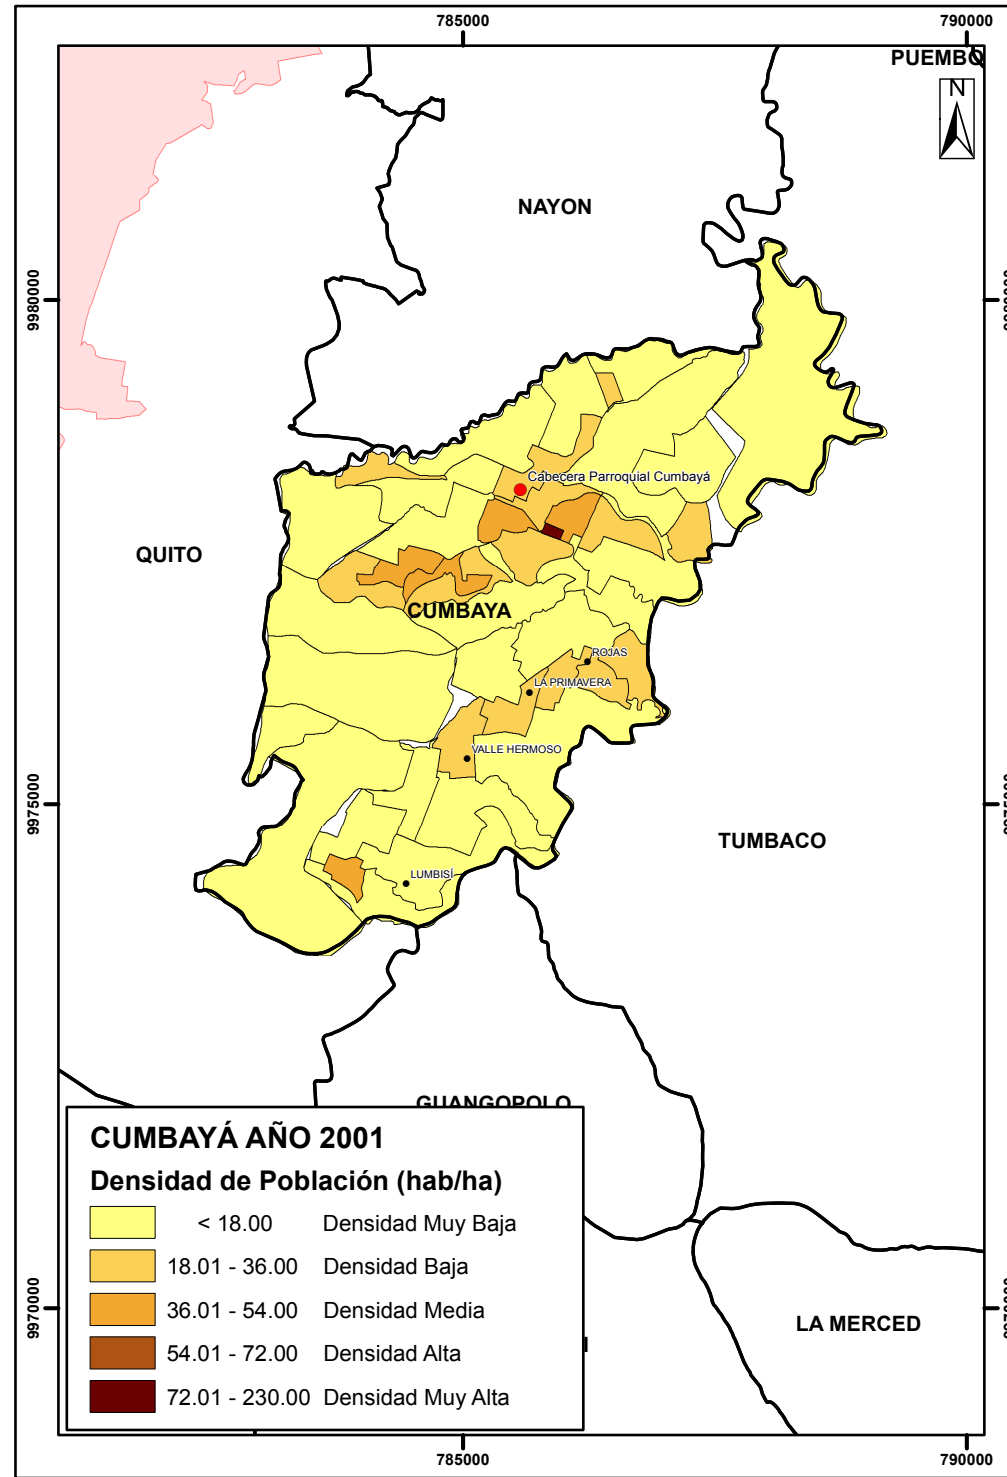 785000
790000
PUEMBO
N
NAYON
9980000
9980000
Cabecera Parroquial Cumbayá
QUITO
CUMBAYA
ROJAS
LA PRIMAVERA
VALLE HERMOSO
9975000
9975000
TUMBACO
LUMBISÍ
GUANGOPOLO
CUMBAYÁ AÑO 2001
Densidad de Población (hab/ha)
< 18.00 Densidad Muy Baja
18.01 - 36.00 Densidad Baja
36.01 - 54.00 Densidad Media
54.01 - 72.00 Densidad Alta
72.01 - 230.00 Densidad Muy Alta
9970000
9970000
LA MERCED
785000
790000